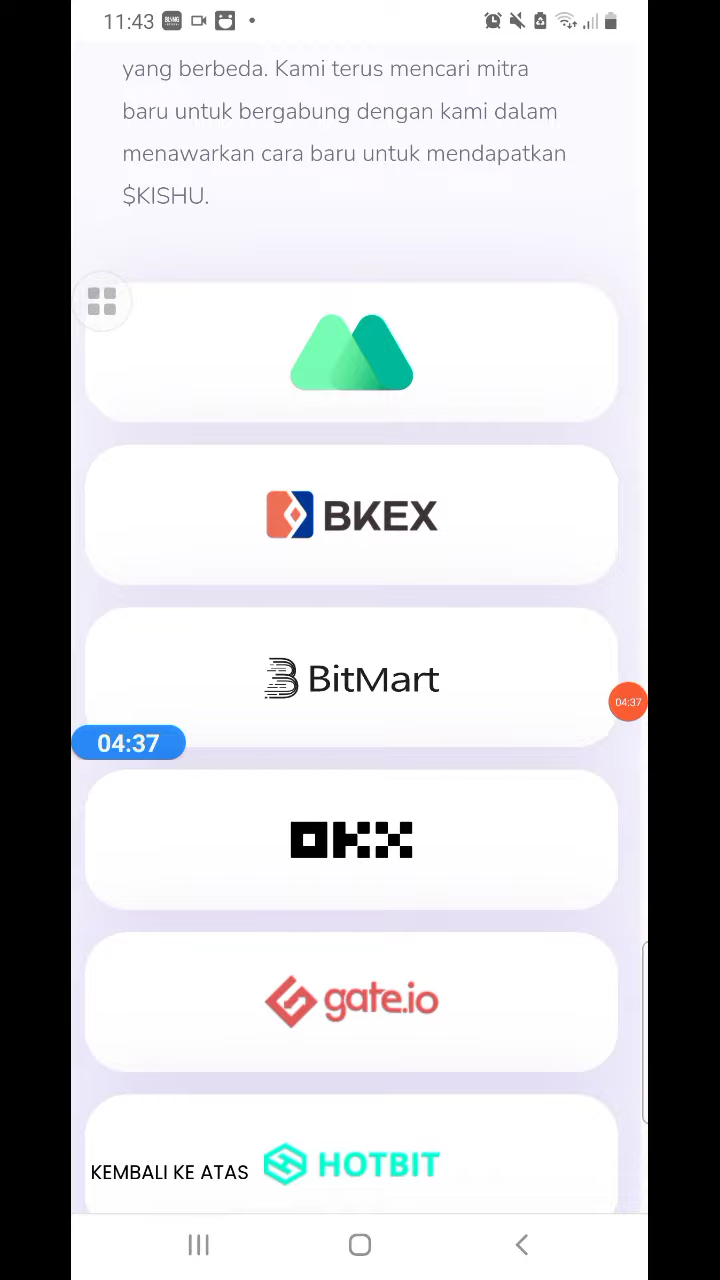 11:43
yang berbeda. Kami terus mencari mitra
baru untuk bergabung dengan kami dalam
menawarkan cara baru untuk mendapatkan
$KISHU.
BKEX
BitMart
04:37
04:37
OKX
gate.io
HOTBIT
KEMBALI KE ATAS